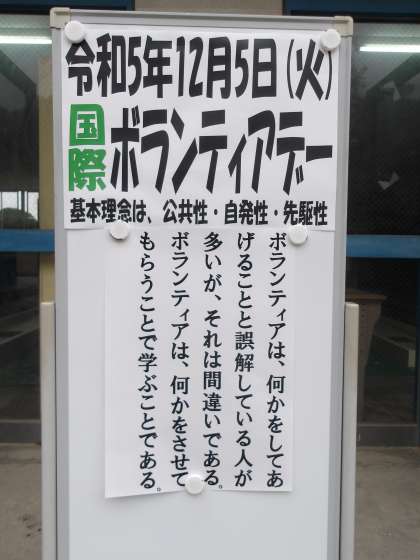 令和5年12月5日(火)
国際ボランティアデー
基本理念は、公共性・自発性・先駆性
ボランティアは、何かをしてあ
げることと誤解している人が
多いが、それは間違いである。
ボランティアは、何かをさせて
もらうことで学ぶことである。